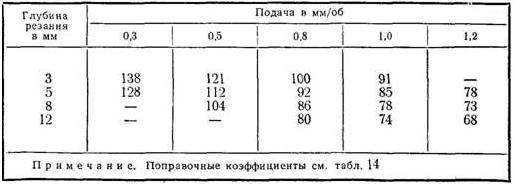 Глубина резания в мм | Подача в мм/об
0,3 | 0,5 | 0,8 | 1,0 | 1,2
3 | 138 | 121 | 100 | 91 | —
5 | 128 | 112 | 92 | 85 | 78
8 | — | 104 | 86 | 78 | 73
12 | — | — | 80 | 74 | 68
Примечание. Поправочные коэффициенты см. табл. 14